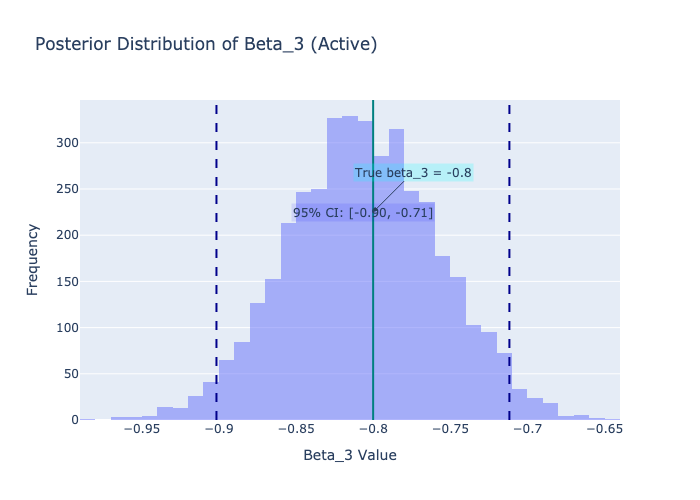 Posterior Distribution of Beta_3 (Active)
300
250
200
150
100
50
0
Frequency
True beta_3 = -0.8
95% CI: [-0.90, -0.71]
−0.95
−0.9
−0.85
−0.8
−0.75
−0.7
−0.65
Beta_3 Value